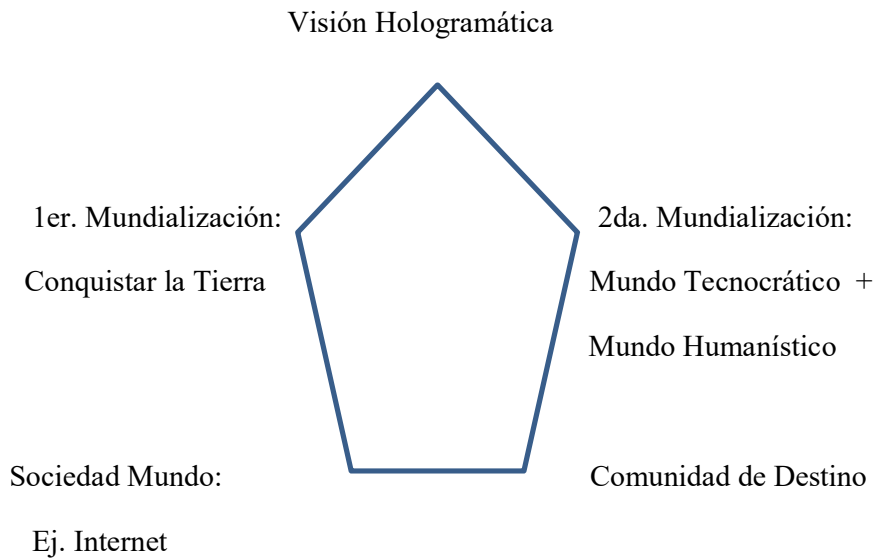 Visión Hologramática
1er. Mundialización:
Conquistar la Tierra
2da. Mundialización:
Mundo Tecnocrático +
Mundo Humanístico
Sociedad Mundo:
Ej. Internet
Comunidad de Destino